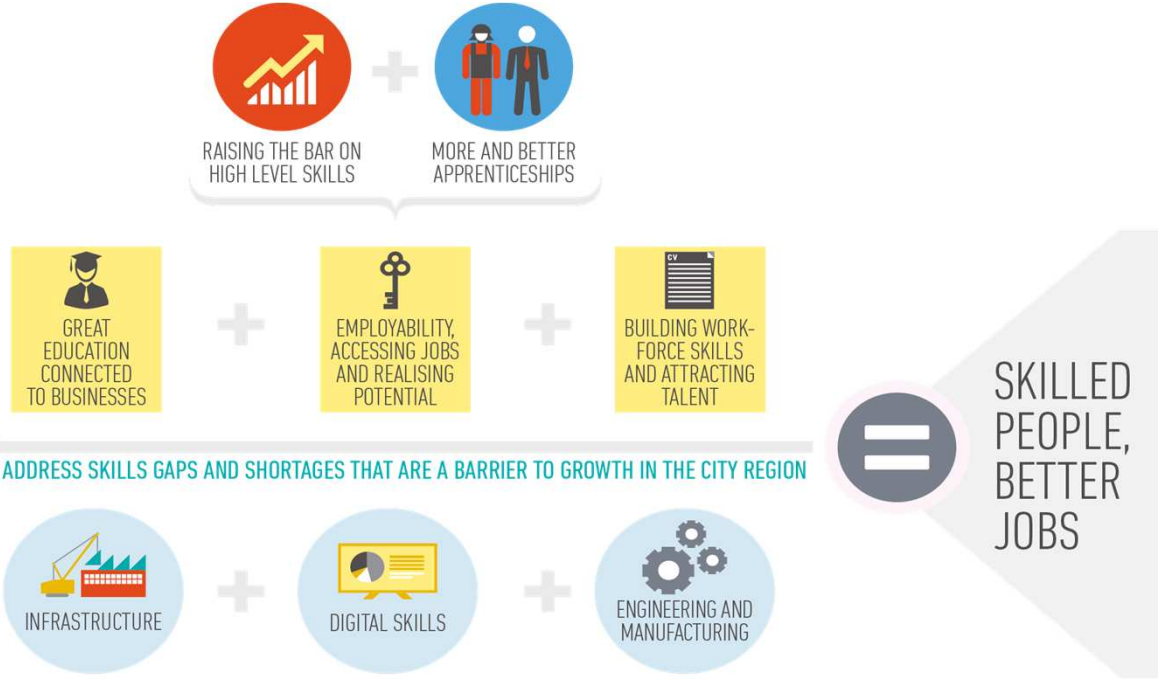 RAISING THE BAR ON
HIGH LEVEL SKILLS
MORE AND BETTER
APPRENTICESHIPS
GREAT
EDUCATION
CONNECTED
TO BUSINESSES
EMPLOYABILITY,
ACCESSING JOBS
AND REALISING
POTENTIAL
CV
BUILDING WORK-
FORCE SKILLS
AND ATTRACTING
TALENT
ADDRESS SKILLS GAPS AND SHORTAGES THAT ARE A BARRIER TO GROWTH IN THE CITY REGION
INFRASTRUCTURE
DIGITAL SKILLS
ENGINEERING AND
MANUFACTURING
SKILLED
PEOPLE,
BETTER
JOBS